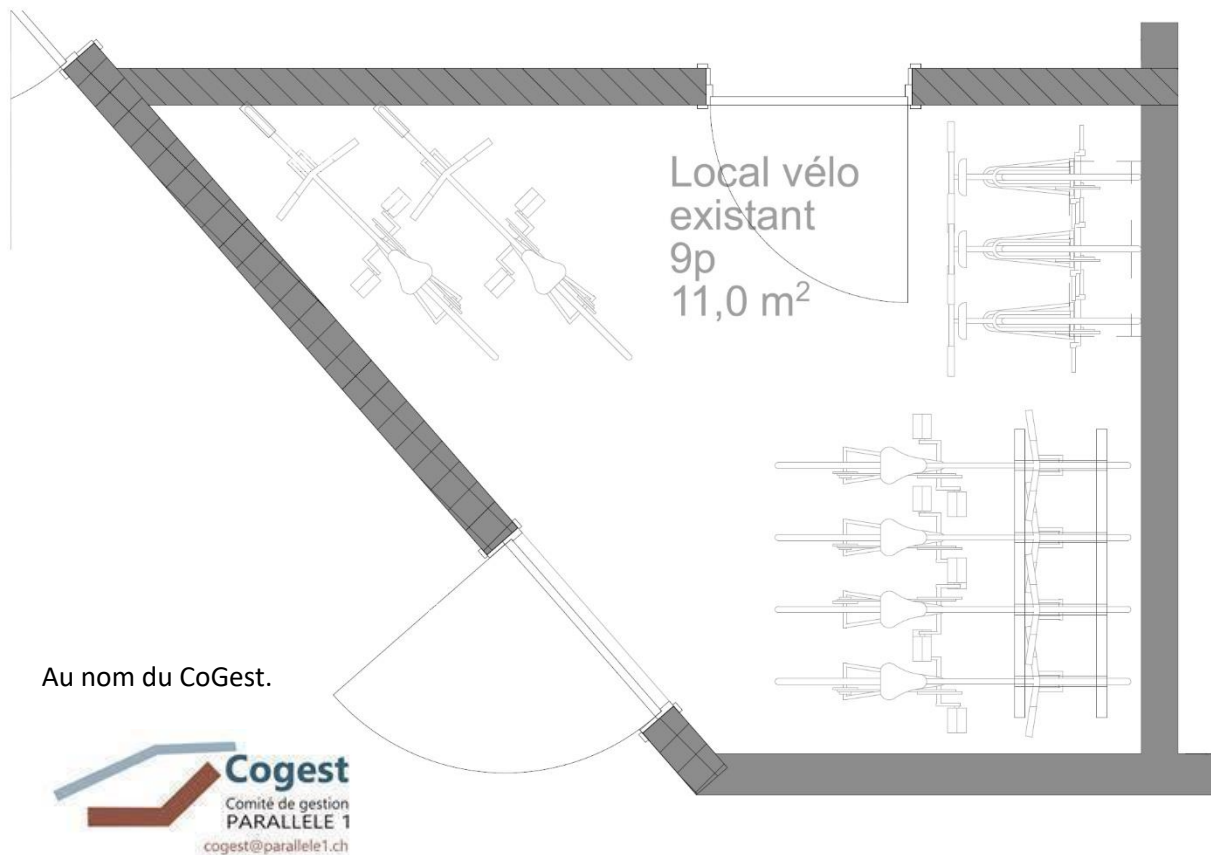 Local vélo
existant
9p
11,0 m²
Au nom du CoGest.
Cogest
Comité de gestion
PARALLELE 1
cogest@parallele1.ch